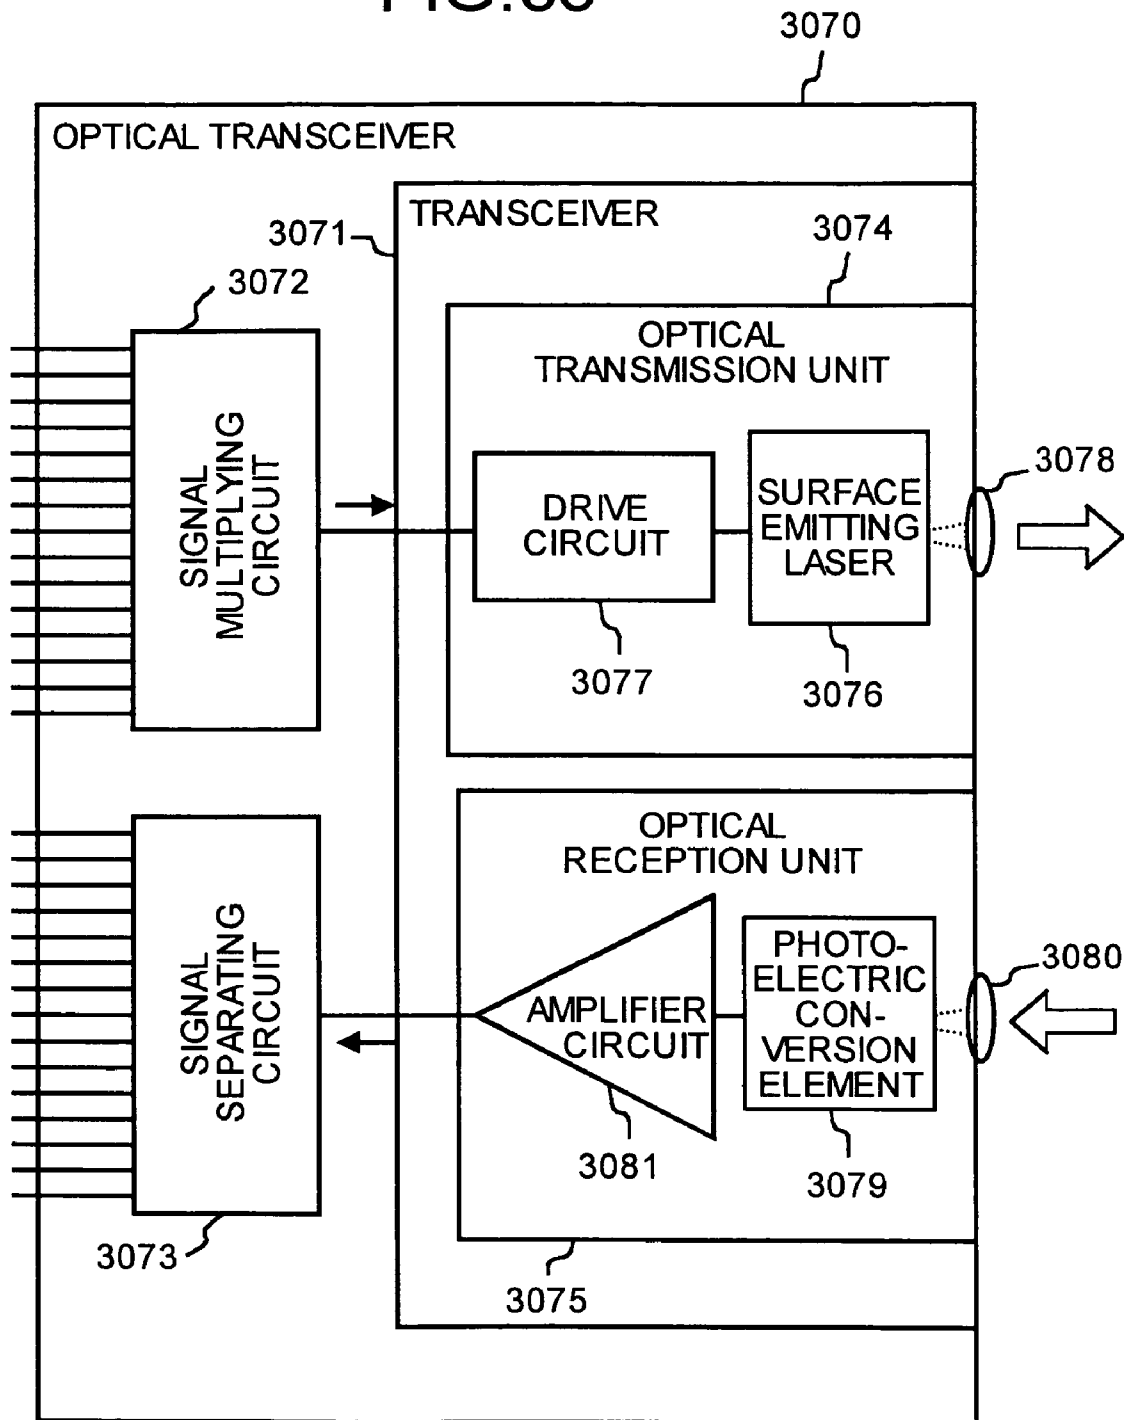 3070
OPTICAL TRANSCEIVER
TRANSCEIVER
3071
3074
3072
OPTICAL
TRANSMISSION UNIT
SIGNAL
MULTIPLYING
CIRCUIT
DRIVE
CIRCUIT
SURFACE
EMITTING
LASER
3078
3077
3076
OPTICAL
RECEPTION UNIT
SIGNAL
SEPARATING
CIRCUIT
AMPLIFIER
CIRCUIT
PHOTO-
ELECTRIC
CON-
VERSION
ELEMENT
3080
3081
3079
3073
3075